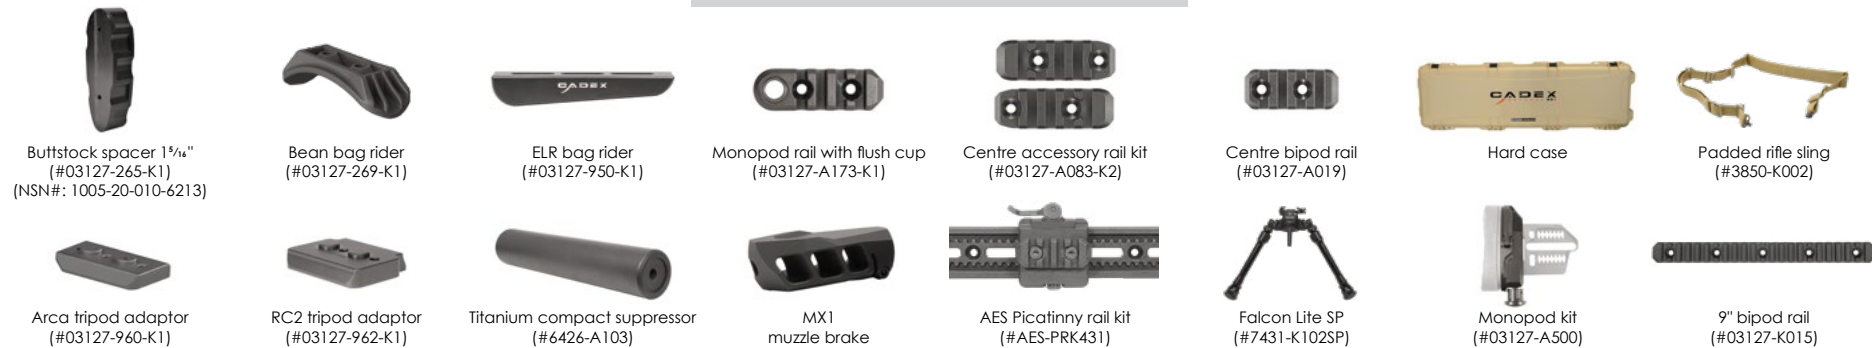 CADEX
CADEX
Buttstock spacer 1⁵/₁₆"
(#03127-265-K1)
(NSN#: 1005-20-010-6213)
Bean bag rider
(#03127-269-K1)
ELR bag rider
(#03127-950-K1)
Monopod rail with flush cup
(#03127-A173-K1)
Centre accessory rail kit
(#03127-A083-K2)
Centre bipod rail
(#03127-A019)
Hard case
Padded rifle sling
(#3850-K002)
Arca tripod adaptor
(#03127-960-K1)
RC2 tripod adaptor
(#03127-962-K1)
Titanium compact suppressor
(#6426-A103)
MX1
muzzle brake
AES Picatinny rail kit
(#AES-PRK431)
Falcon Lite SP
(#7431-K102SP)
Monopod kit
(#03127-A500)
9" bipod rail
(#03127-K015)